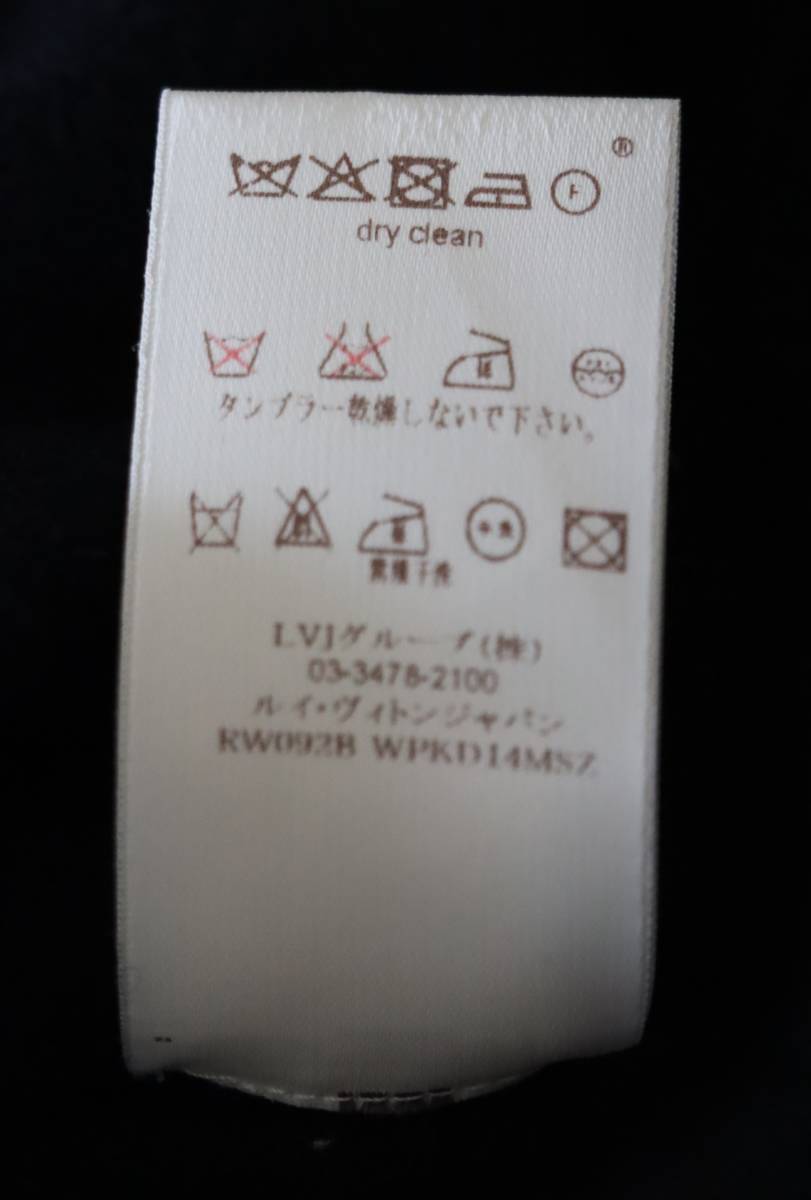 ®
F
dry clean
タンブラー乾燥しないで下さい。
LVJグループ(株)
03-3478-2100
ルイ・ヴィトンジャパン
RW092B WPKD14MSZ